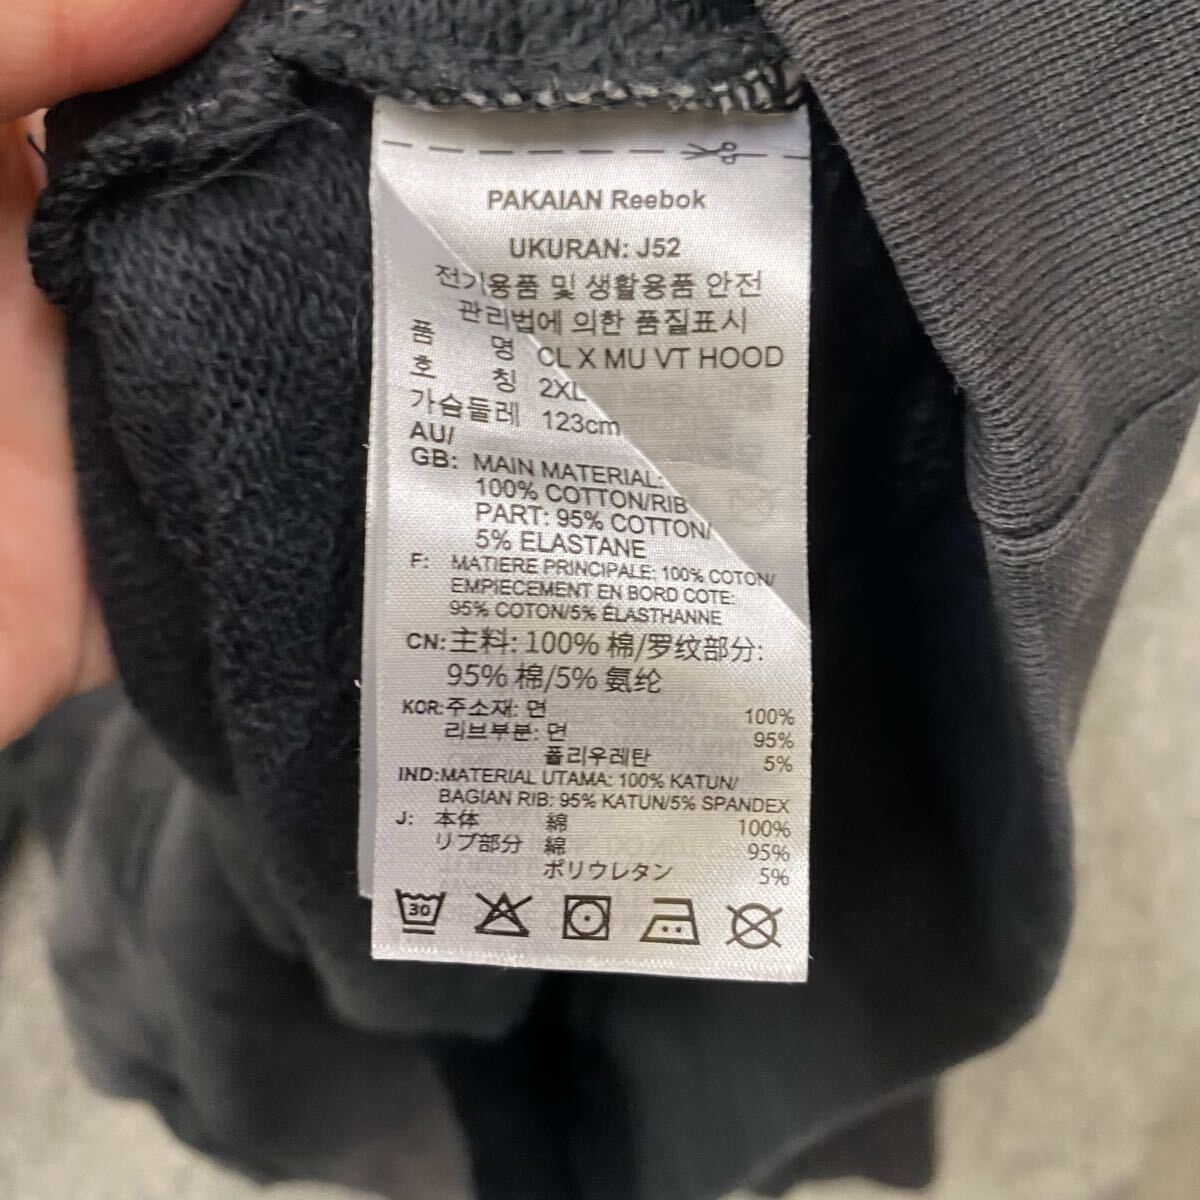 PAKAIAN Reebok
UKURAN: J52
전기용품 및 생활용품 안전
관리법에 의한 품질표시
품 명 CL X MU VT HOOD
호 칭 2XL
가슴둘레 123cm
AU/
GB: MAIN MATERIAL:
100% COTTON/RIB
PART: 95% COTTON/
5% ELASTANE
F: MATIERE PRINCIPALE: 100% COTON/
EMPIECEMENT EN BORD COTE:
95% COTON/5% ÉLASTHANNE
CN: 主料: 100% 棉/罗纹部分:
95% 棉/5% 氨纶
KOR: 주소재: 면 100%
리브부분: 면 95%
폴리우레탄 5%
IND: MATERIAL UTAMA: 100% KATUN/
BAGIAN RIB: 95% KATUN/5% SPANDEX
J: 本体 綿 100%
リブ部分 綿 95%
ポリウレタン 5%
30